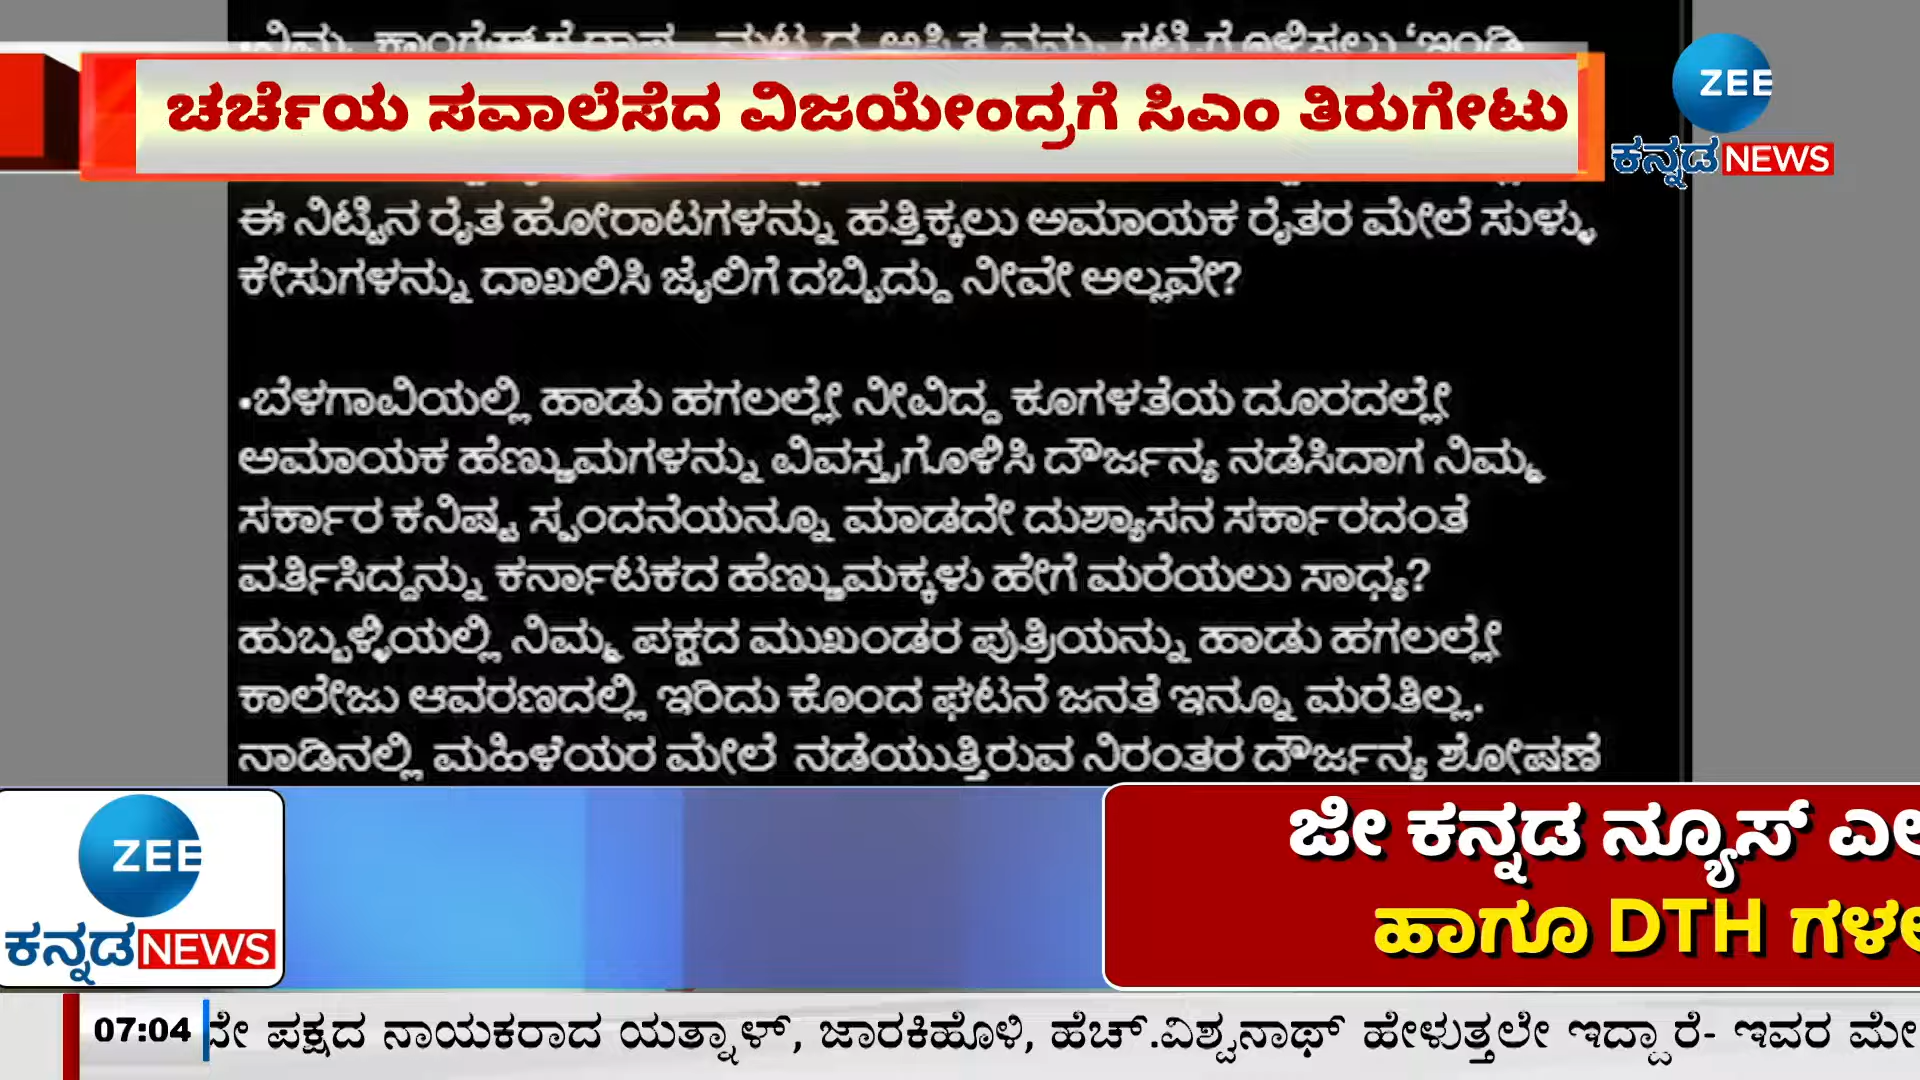 ಚರ್ಚೆಯ ಸವಾಲೆಸೆದ ವಿಜಯೇಂದ್ರಗೆ ಸಿಎಂ ತಿರುಗೇಟು
ZEE
ಕನ್ನಡ NEWS
ಈ ನಿಟ್ಟಿನ ರೈತ ಹೋರಾಟಗಳನ್ನು ಹತ್ತಿಕ್ಕಲು ಅಮಾಯಕ ರೈತರ ಮೇಲೆ ಸುಳ್ಳು
ಕೇಸುಗಳನ್ನು ದಾಖಲಿಸಿ ಜೈಲಿಗೆ ದಬ್ಬಿದ್ದು ನೀವೇ ಅಲ್ಲವೇ?
•ಬೆಳಗಾವಿಯಲ್ಲಿ ಹಾಡು ಹಗಲಲ್ಲೇ ನೀವಿದ್ದ ಕೂಗಳತೆಯ ದೂರದಲ್ಲೇ
ಅಮಾಯಕ ಹೆಣ್ಣುಮಗಳನ್ನು ವಿವಸ್ತ್ರಗೊಳಿಸಿ ದೌರ್ಜನ್ಯ ನಡೆಸಿದಾಗ ನಿಮ್ಮ
ಸರ್ಕಾರ ಕನಿಷ್ಟ ಸ್ಪಂದನೆಯನ್ನೂ ಮಾಡದೇ ದುಶ್ಯಾಸನ ಸರ್ಕಾರದಂತೆ
ವರ್ತಿಸಿದ್ದನ್ನು ಕರ್ನಾಟಕದ ಹೆಣ್ಣುಮಕ್ಕಳು ಹೇಗೆ ಮರೆಯಲು ಸಾಧ್ಯ?
ಹುಬ್ಬಳ್ಳಿಯಲ್ಲಿ ನಿಮ್ಮ ಪಕ್ಷದ ಮುಖಂಡರ ಪುತ್ರಿಯನ್ನು ಹಾಡು ಹಗಲಲ್ಲೇ
ಕಾಲೇಜು ಆವರಣದಲ್ಲಿ ಇರಿದು ಕೊಂದ ಘಟನೆ ಜನತೆ ಇನ್ನೂ ಮರೆತಿಲ್ಲ.
ನಾಡಿನಲ್ಲಿ ಮಹಿಳೆಯರ ಮೇಲೆ ನಡೆಯುತ್ತಿರುವ ನಿರಂತರ ದೌರ್ಜನ್ಯ ಶೋಷಣೆ
ZEE
ಕನ್ನಡ NEWS
ಜೀ ಕನ್ನಡ ನ್ಯೂಸ್
ಹಾಗೂ DTH
07:04 ಪಕ್ಷದ ನಾಯಕರಾದ ಯತ್ನಾಳ್, ಜಾರಕಿಹೊಳಿ, ಹೆಚ್.ವಿಶ್ವನಾಥ್ ಹೇಳುತ್ತಲೇ ಇದ್ದಾರೆ- ಇವರ